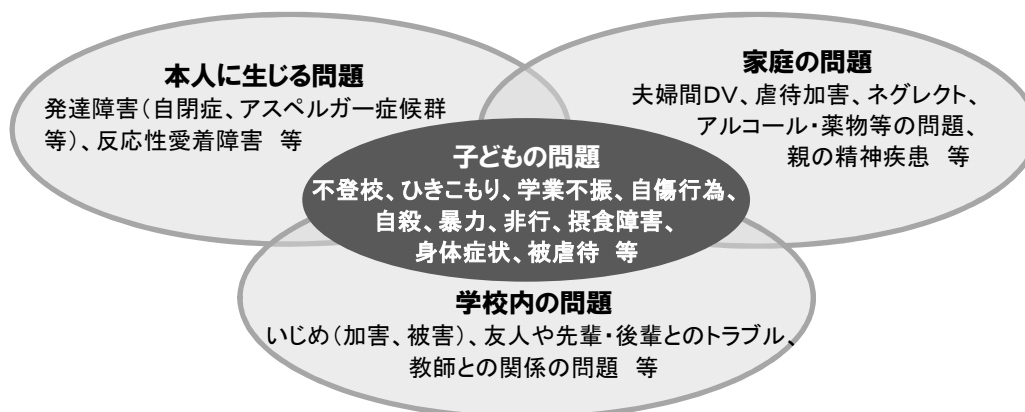 本人に生じる問題
発達障害（自閉症、アスペルガー症候群
等）、反応性愛着障害　等
家庭の問題
夫婦間ＤＶ、虐待加害、ネグレクト、
アルコール・薬物等の問題、
親の精神疾患　等
子どもの問題
不登校、ひきこもり、学業不振、自傷行為、
自殺、暴力、非行、摂食障害、
身体症状、被虐待　等
学校内の問題
いじめ（加害、被害）、友人や先輩・後輩とのトラブル、
教師との関係の問題　等